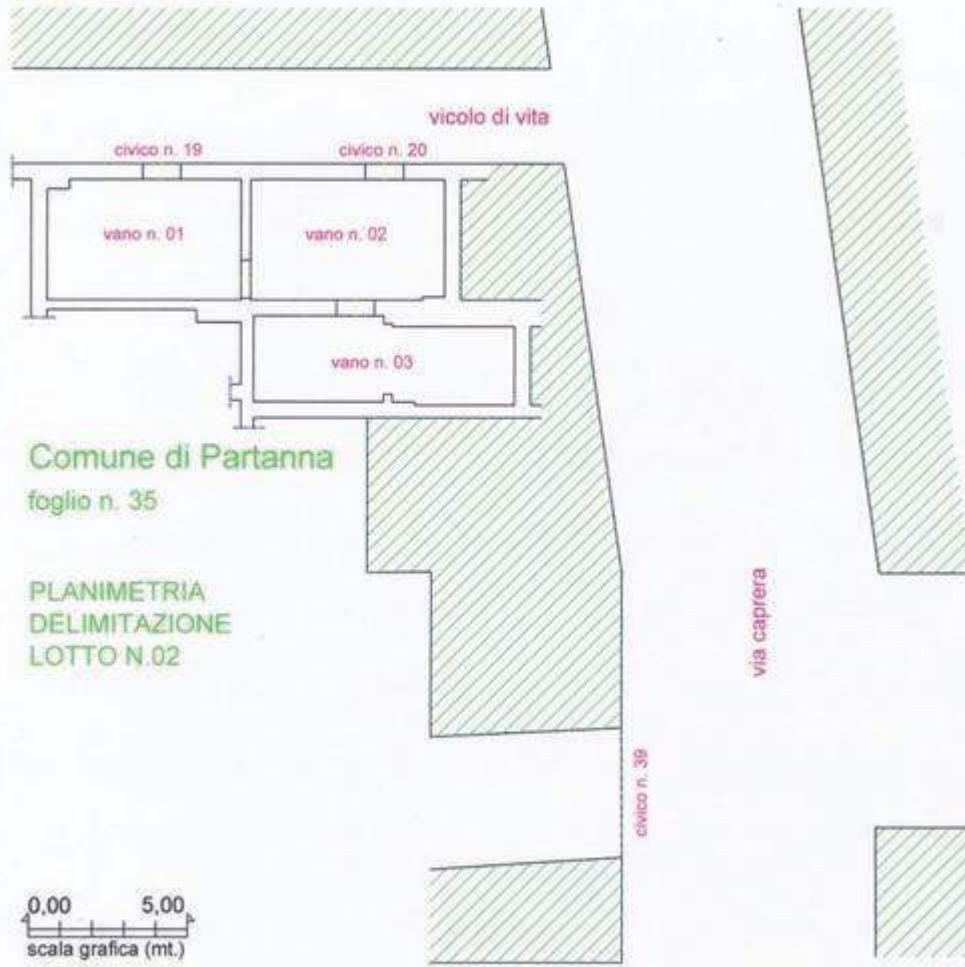 vicolo di vita
civico n. 19
civico n. 20
vano n. 01
vano n. 02
vano n. 03
Comune di Partanna
foglio n. 35
PLANIMETRIA
DELIMITAZIONE
LOTTO N.02
via caprera
civico n. 39
0,00 5,00
scala grafica (mt.)